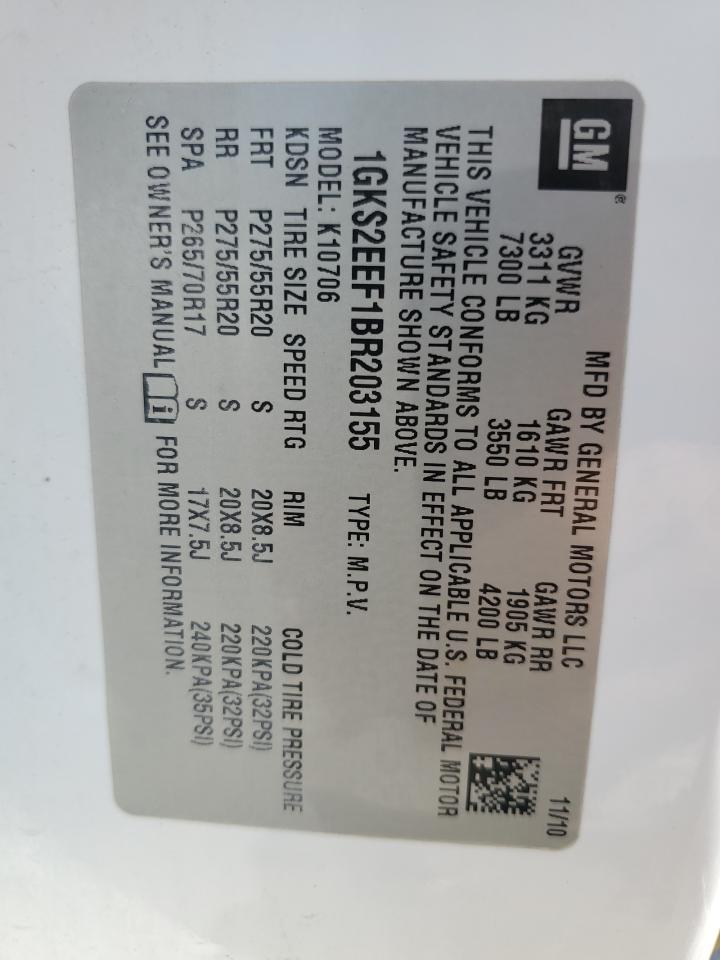 GM®
MFD BY GENERAL MOTORS LLC 11/10
GVWR GAWR FRT GAWR RR
3311 KG 1610 KG 1905 KG
7300 LB 3550 LB 4200 LB
THIS VEHICLE CONFORMS TO ALL APPLICABLE U.S. FEDERAL MOTOR
VEHICLE SAFETY STANDARDS IN EFFECT ON THE DATE OF
MANUFACTURE SHOWN ABOVE.
1GKS2EEF1BR203155 TYPE: M.P.V.
MODEL: K10706
KDSN TIRE SIZE SPEED RTG RIM COLD TIRE PRESSURE
FRT P275/55R20 S 20X8.5J 220KPA(32PSI)
RR P275/55R20 S 20X8.5J 220KPA(32PSI)
SPA P265/70R17 S 17X7.5J 240KPA(35PSI)
SEE OWNER'S MANUAL i FOR MORE INFORMATION.